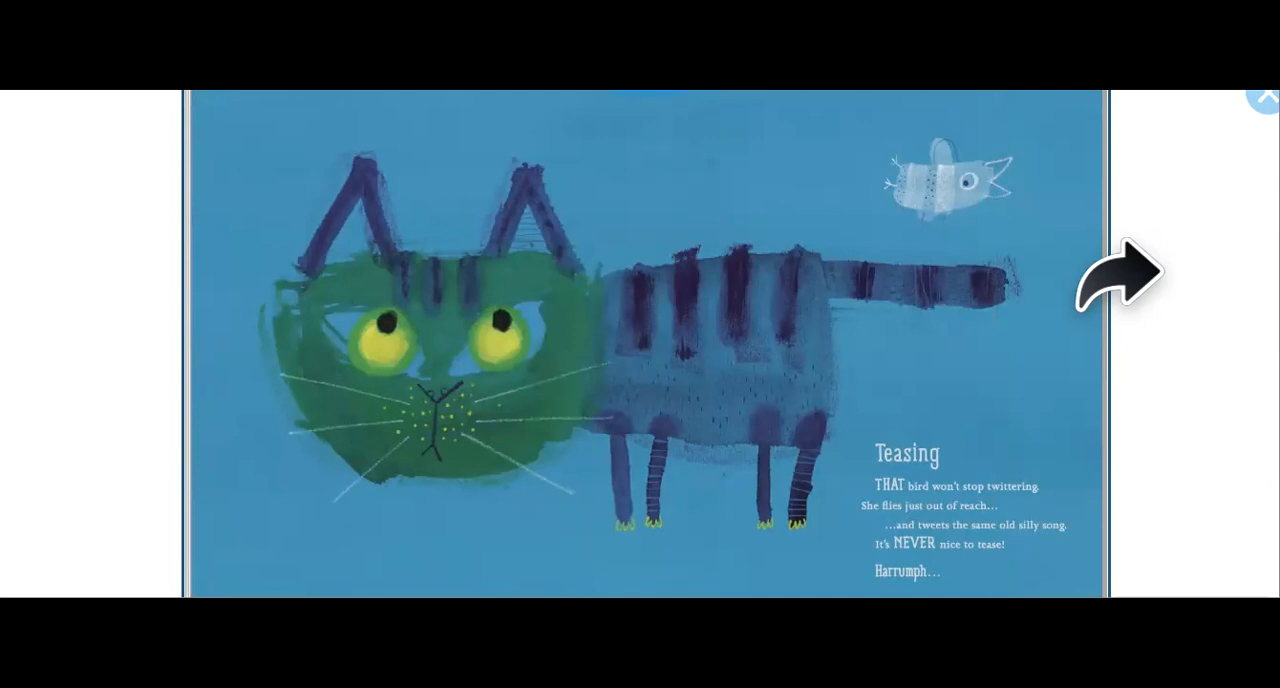 Teasing
THAT bird won't stop twittering.
She flies just out of reach...
...and tweets the same old silly song.
It's NEVER nice to tease!
Harrumph...